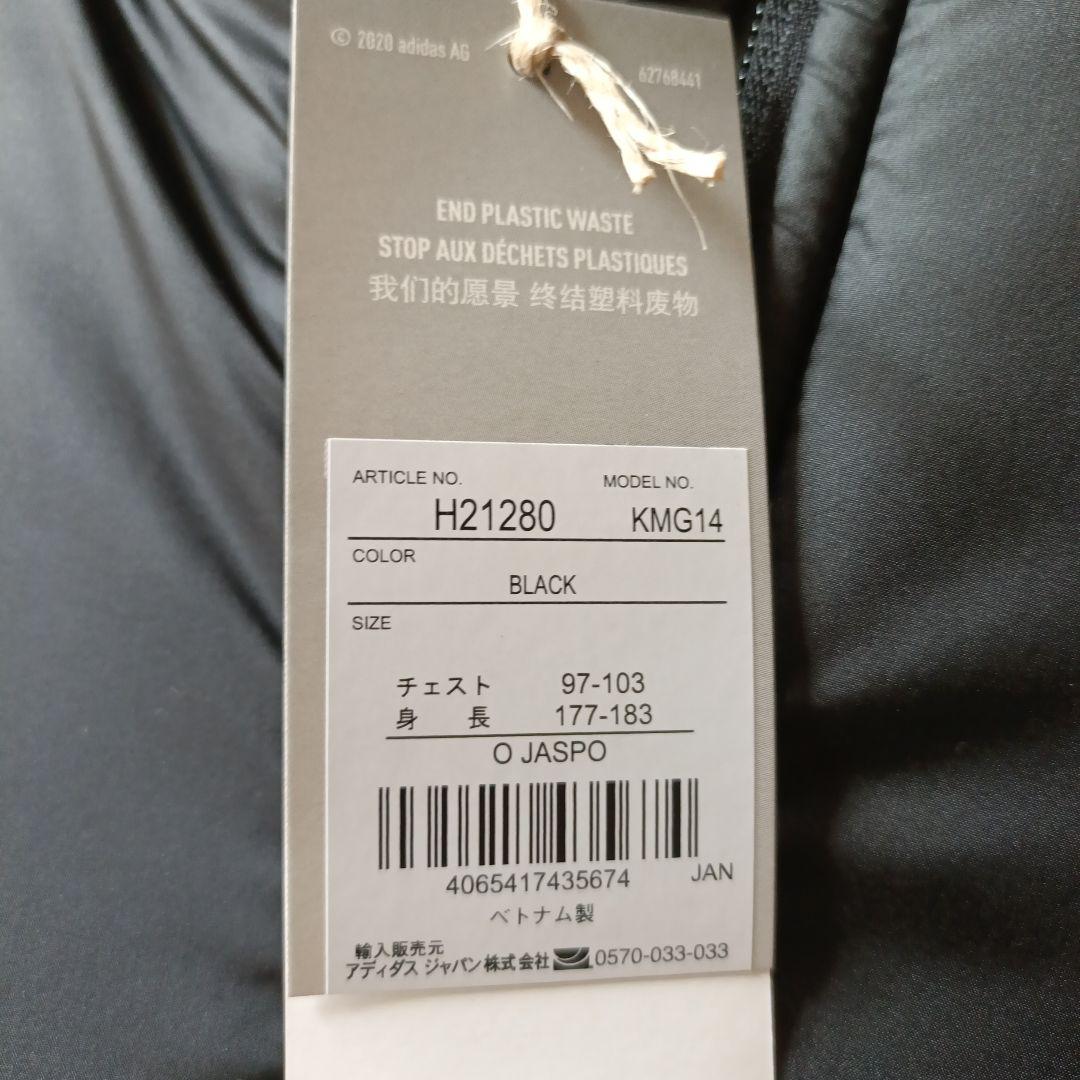 © 2020 adidas AG
62768441
END PLASTIC WASTE
STOP AUX DÉCHETS PLASTIQUES
我们的愿景 终结塑料废物
ARTICLE NO. MODEL NO.
H21280 KMG14
COLOR
BLACK
SIZE
チェスト 97-103
身 長 177-183
O JASPO
4065417435674 JAN
ベトナム製
輸入販売元
アディダス ジャパン株式会社 0570-033-033